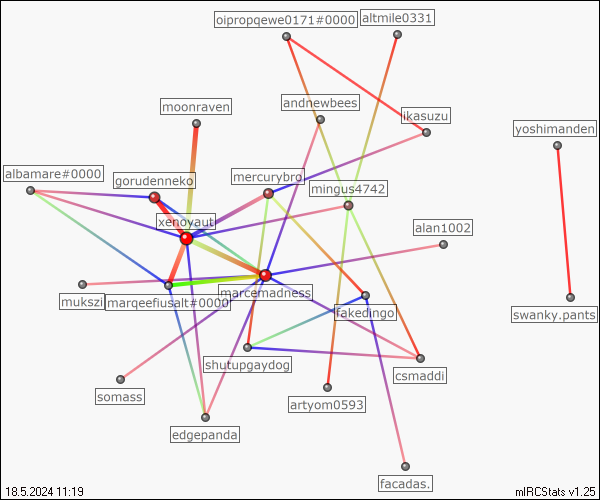 oipropqewe0171#0000
altmile0331
moonraven
andnewbees
ikasuzu
yoshimanden
albamare#0000
gorudenneko
mercurybro
mingus4742
xenovaut
alan1002
mukszi
marqeefiusalt#0000
marcemadness
fakedingo
swanky.pants
shutupgaydog
csmaddi
somass
artyom0593
edgepanda
facadas.
18.5.2024 11:19
mIRCStats v1.25